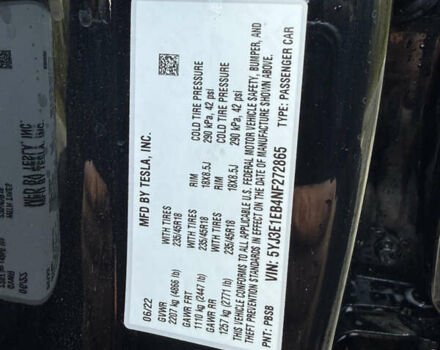 MFD BY TESLA, INC.
06/22
GVWR
2207 kg (4866 lb)
GAWR FRT
1110 kg (2447 lb)
WITH TIRES
235/45R18
RIM
18X8.5J
COLD TIRE PRESSURE
290 kPa, 42 psi
GAWR RR
1257 kg (2771 lb)
WITH TIRES
235/45R18
RIM
18X8.5J
COLD TIRE PRESSURE
290 kPa, 42 psi
THIS VEHICLE CONFORMS TO ALL APPLICABLE U.S. FEDERAL MOTOR VEHICLE SAFETY, BUMPER, AND
THEFT PREVENTION STANDARDS IN EFFECT ON THE DATE OF MANUFACTURE SHOWN ABOVE.
VIN: 5YJ3E1EB4NF272865
TYPE: PASSENGER CAR
PNT: PBSB